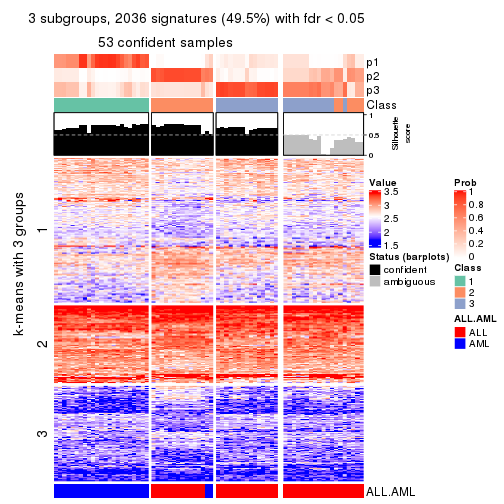 3 subgroups, 2036 signatures (49.5%) with fdr < 0.05
53 confident samples
p1
p2
p3
Class
1
0.5
0
Silhouette
score
k-means with 3 groups
1
2
3
ALL.AML
Value
3.5
3
2.5
2
1.5
Status (barplots)
confident
ambiguous
Prob
1
0.8
0.6
0.4
0.2
0
Class
1
2
3
ALL.AML
ALL
AML